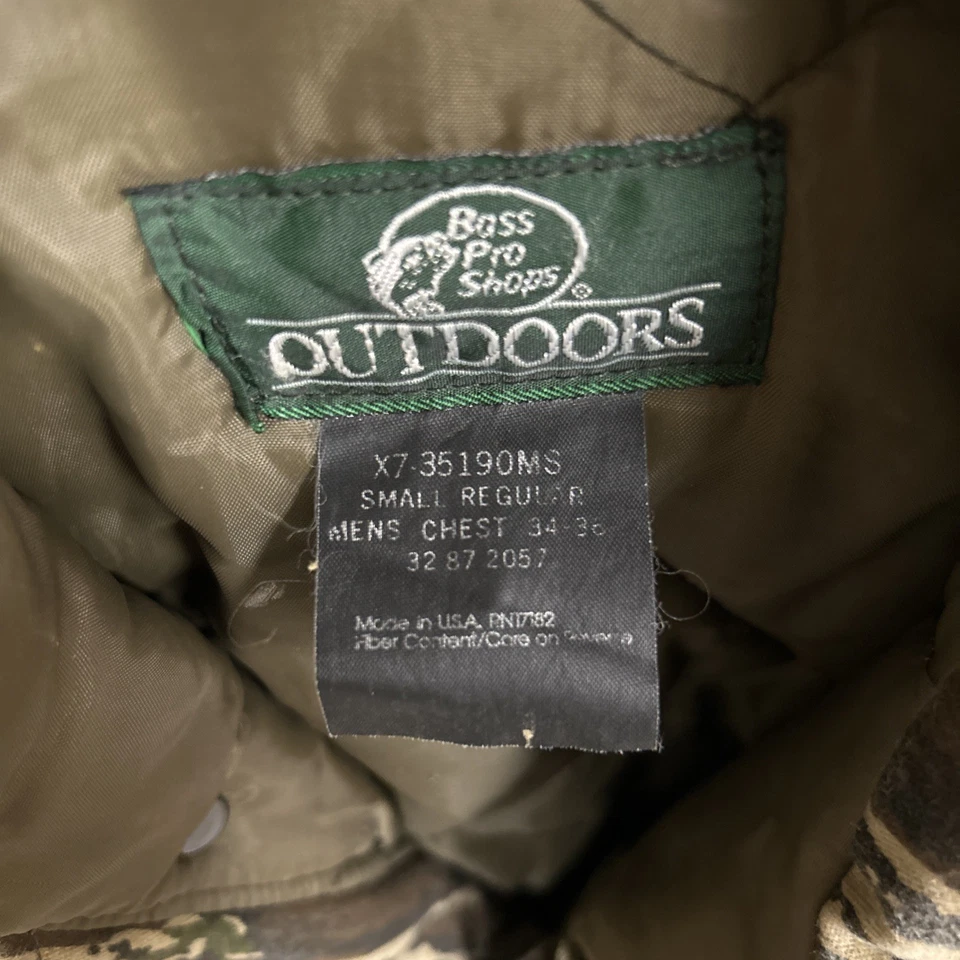 Bass
Pro
Shops
®
OUTDOORS
X7-35190MS
SMALL REGULAR
MENS CHEST 34-36
32 87 2057
Made in U.S.A. RN17182
Fiber Content/Care on Reverse